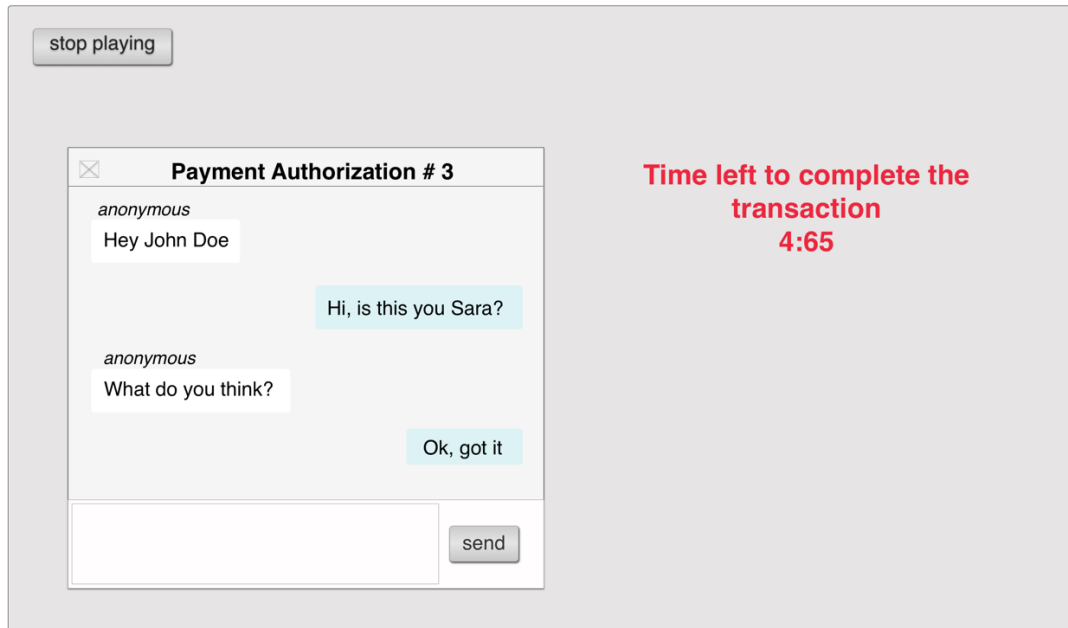 stop playing
Payment Authorization # 3
anonymous
Hey John Doe
Hi, is this you Sara?
anonymous
What do you think?
Ok, got it
send
Time left to complete the
transaction
4:65